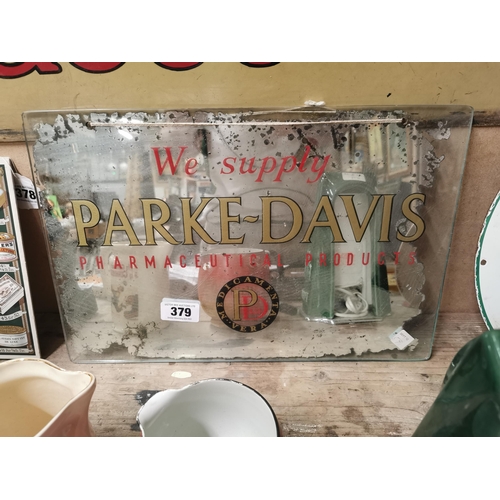 We supply
PARKE-DAVIS
PHARMACEUTICAL PRODUCTS
MEDICAMENTA VERA
P D
379
378